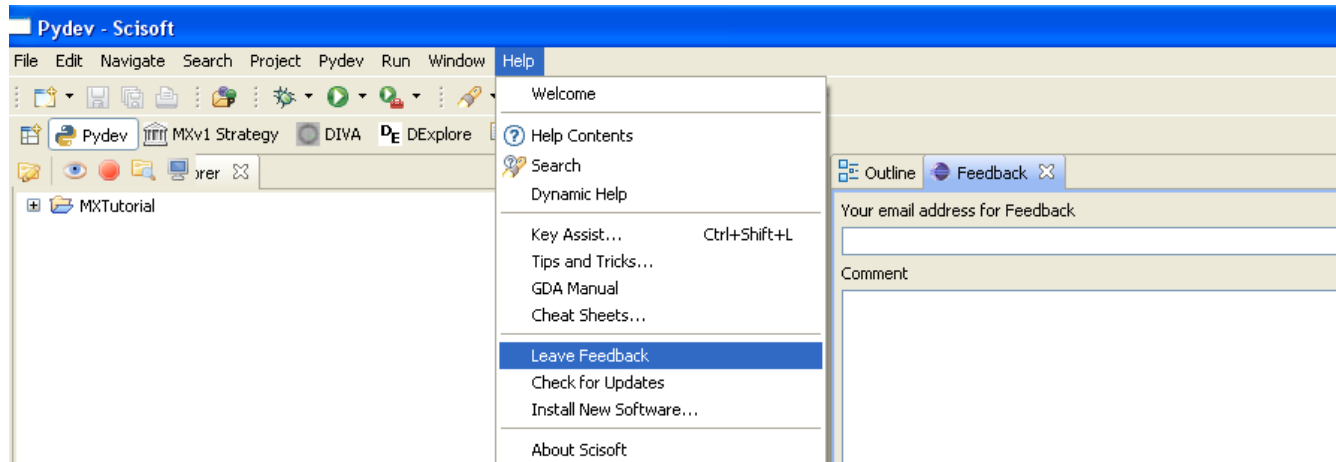 Pydev - Scisoft
File Edit Navigate Search Project Pydev Run Window Help
Pydev MXv1 Strategy DIVA DE DExplore
rer
MXTutorial
Welcome
Help Contents
Search
Dynamic Help
Key Assist... Ctrl+Shift+L
Tips and Tricks...
GDA Manual
Cheat Sheets...
Leave Feedback
Check for Updates
Install New Software...
About Scisoft
Outline Feedback
Your email address for Feedback
Comment